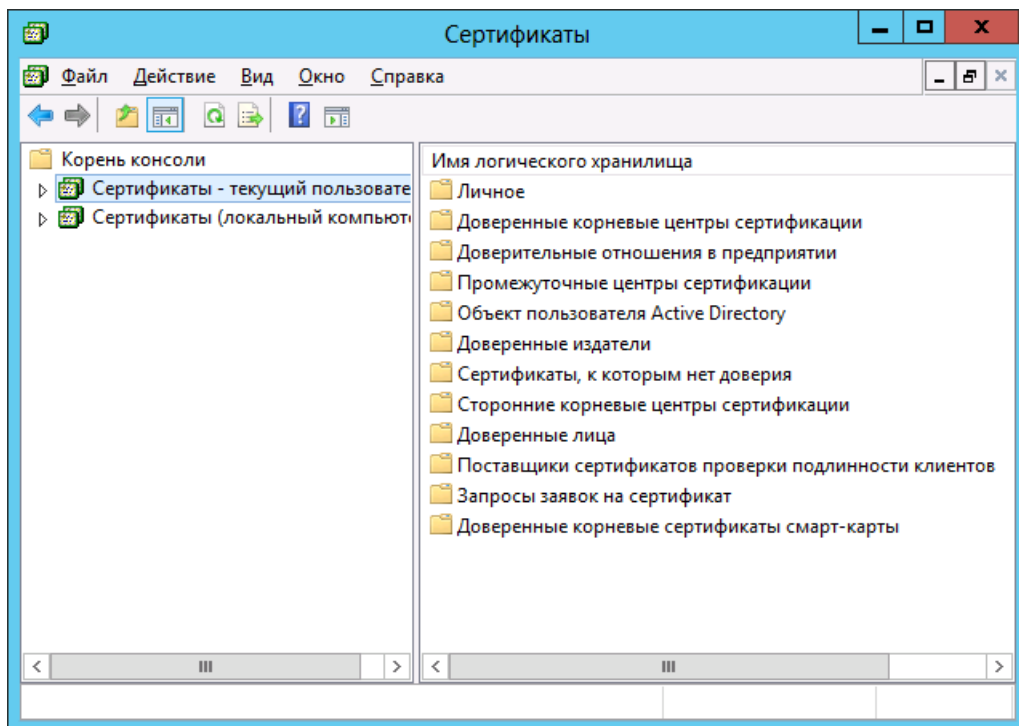 Сертификаты
Файл Действие Вид Окно Справка
Корень консоли
Сертификаты - текущий пользовате
Сертификаты (локальный компьют
Имя логического хранилища
Личное
Доверенные корневые центры сертификации
Доверительные отношения в предприятии
Промежуточные центры сертификации
Объект пользователя Active Directory
Доверенные издатели
Сертификаты, к которым нет доверия
Сторонние корневые центры сертификации
Доверенные лица
Поставщики сертификатов проверки подлинности клиентов
Запросы заявок на сертификат
Доверенные корневые сертификаты смарт-карты